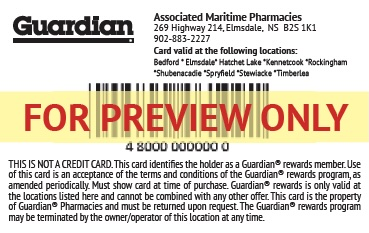 Guardian®
Associated Maritime Pharmacies
269 Highway 214, Elmsdale, NS B2S 1K1
902-883-2227
Card valid at the following locations:
Bedford * Elmsdale* Hatchet Lake *Kennetcook *Rockingham
*Shubenacadie *Spryfield *Stewiacke *Timberlea
FOR PREVIEW ONLY
4 8000 000000 0
THIS IS NOT A CREDIT CARD. This card identifies the holder as a Guardian® rewards member. Use
of this card is an acceptance of the terms and conditions of the Guardian® rewards program, as
amended periodically. Must show card at time of purchase. Guardian® rewards is only valid at
the locations listed here and cannot be combined with any other offer. This card is the property
of Guardian® Pharmacies and must be returned upon request. The Guardian® rewards program
may be terminated by the owner/operator of this location at any time.